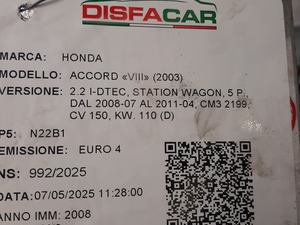 DISFACAR
MARCA: HONDA
MODELLO: ACCORD «VIII» (2003)
VERSIONE: 2.2 I-DTEC, STATION WAGON, 5 P.,
DAL 2008-07 AL 2011-04, CM3 2199,
CV 150, KW. 110 (D)
P5: N22B1
EMISSIONE: EURO 4
NS: 992/2025
DATA: 07/05/2025 11:28:00
ANNO IMM: 2008